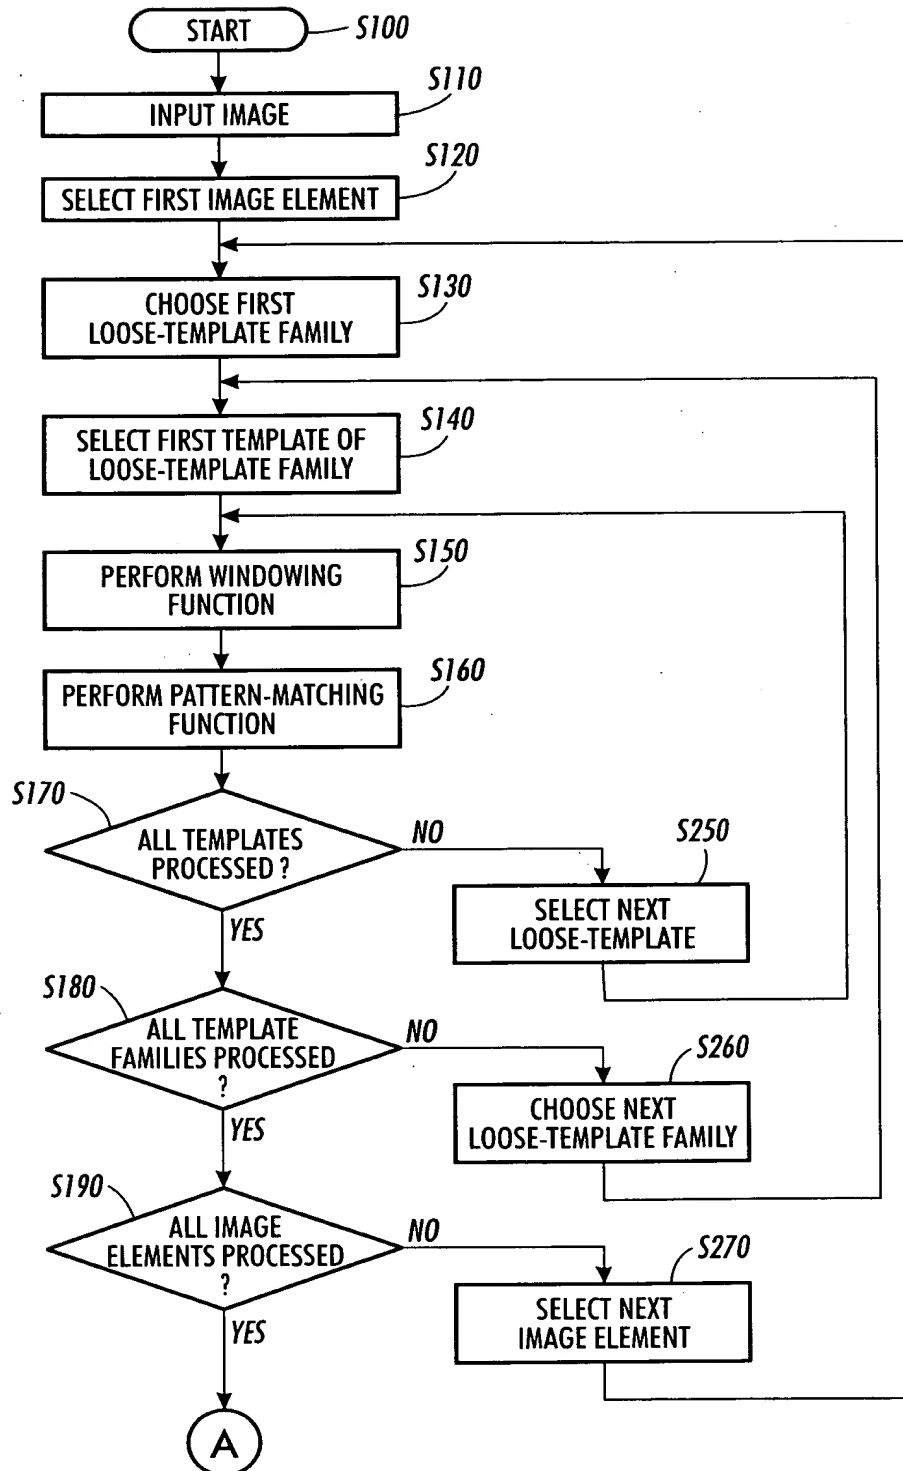 START
S100
S110
INPUT IMAGE
S120
SELECT FIRST IMAGE ELEMENT
S130
CHOOSE FIRST
LOOSE-TEMPLATE FAMILY
S140
SELECT FIRST TEMPLATE OF
LOOSE-TEMPLATE FAMILY
S150
PERFORM WINDOWING
FUNCTION
S160
PERFORM PATTERN-MATCHING
FUNCTION
S170
ALL TEMPLATES
PROCESSED ?
NO
S250
SELECT NEXT
LOOSE-TEMPLATE
YES
S180
ALL TEMPLATE
FAMILIES PROCESSED
?
NO
S260
CHOOSE NEXT
LOOSE-TEMPLATE FAMILY
YES
S190
ALL IMAGE
ELEMENTS PROCESSED
?
NO
S270
SELECT NEXT
IMAGE ELEMENT
YES
A